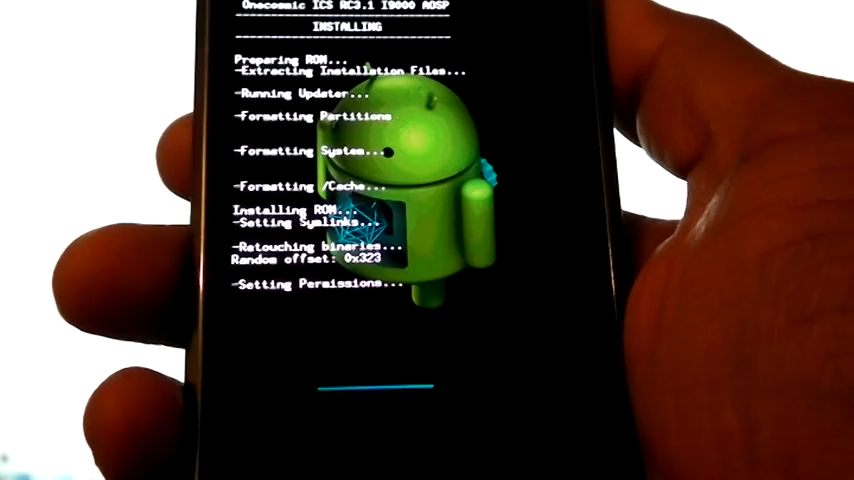 Onecosmic ICS RC3.1 I9000 AOSP
INSTALLING
Preparing ROM...
-Extracting Installation Files...
-Running Updater...
-Formatting Partitions
-Formatting System...
-Formatting /Cache...
Installing ROM...
-Setting Symlinks...
-Retouching binaries...
Random offset: 0x323
-Setting Permissions...